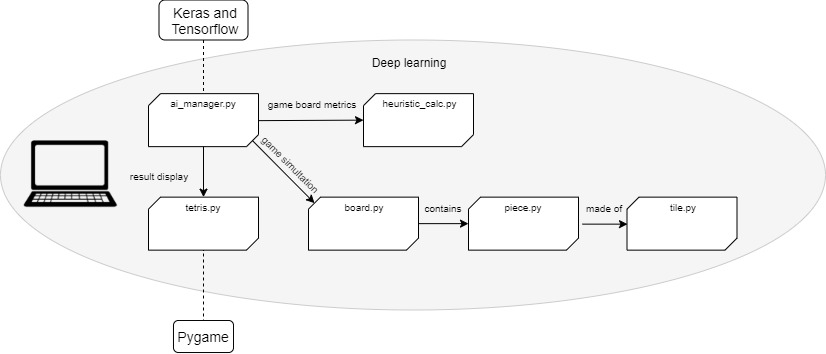 Keras and
Tensorflow
Deep learning
ai_manager.py
game board metrics
heuristic_calc.py
game simultation
result display
tetris.py
board.py
contains
piece.py
made of
tile.py
Pygame